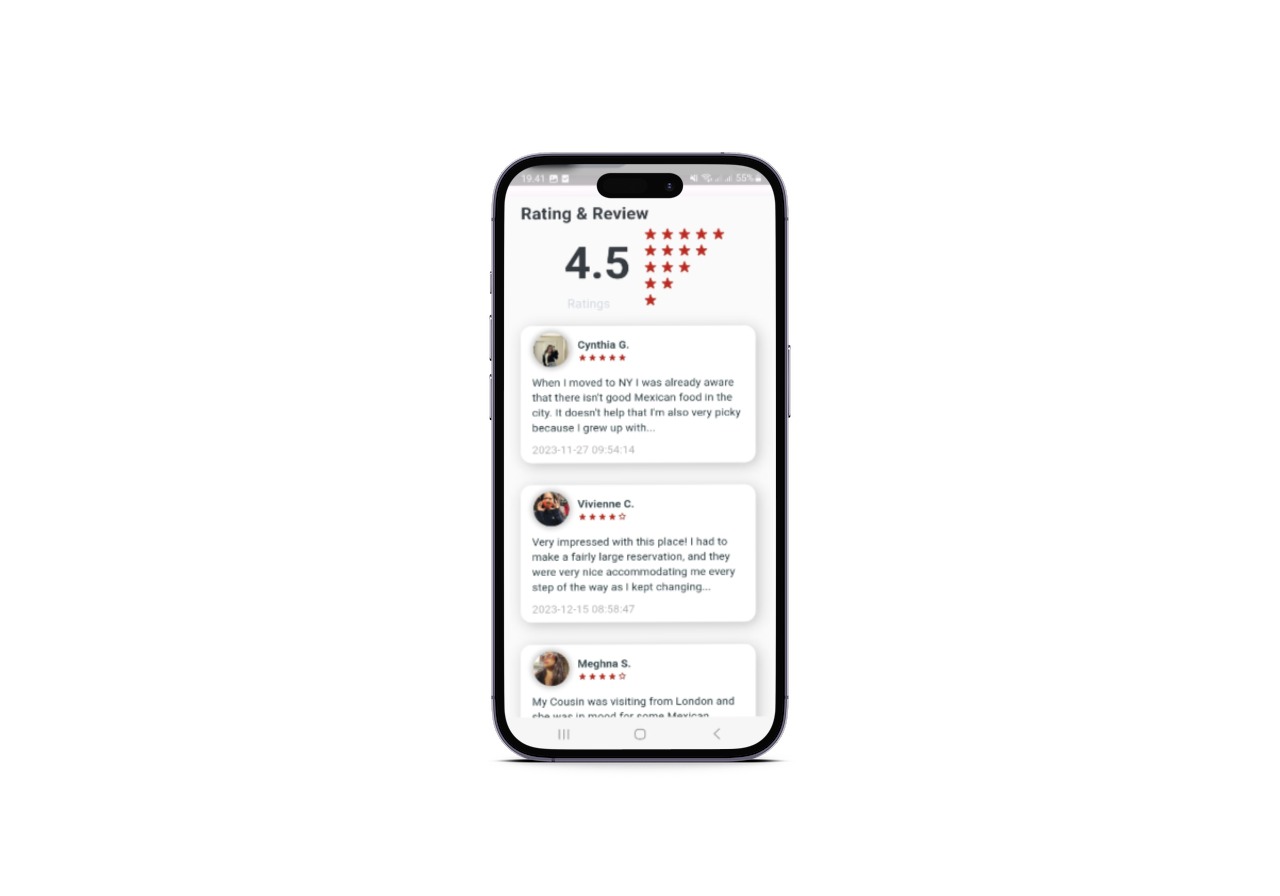 19.41 55%
Rating & Review
4.5
Ratings
Cynthia G.
When I moved to NY I was already aware
that there isn't good Mexican food in the
city. It doesn't help that I'm also very picky
because I grew up with...
2023-11-27 09:54:14
Vivienne C.
Very impressed with this place! I had to
make a fairly large reservation, and they
were very nice accommodating me every
step of the way as I kept changing...
2023-12-15 08:58:47
Meghna S.
My Cousin was visiting from London and
she was in mood for some Mexican